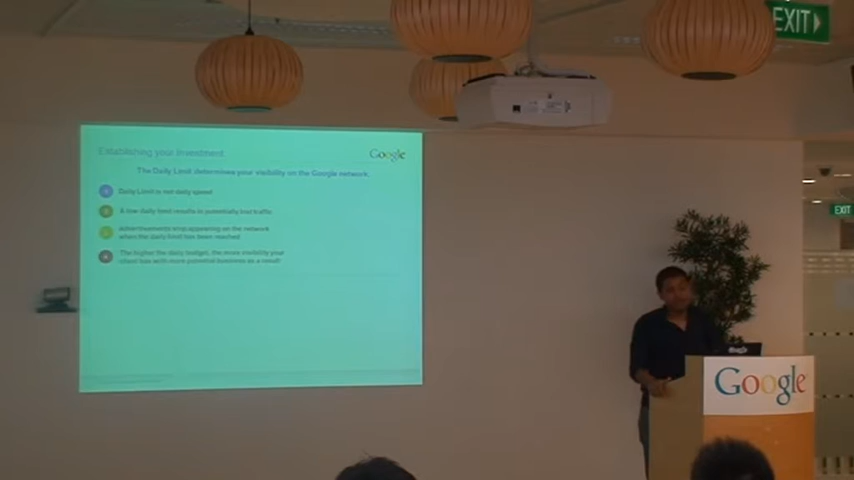 EXIT
Establishing your Investment
Google
The Daily Limit determines your visibility on the Google network.
Daily Limit is not daily spend
A low daily limit results in potentially lost traffic
Advertisements stop appearing on the network
when the daily limit has been reached
The higher the daily budget, the more visibility your
client has with more potential business as a result!
EXIT
Google